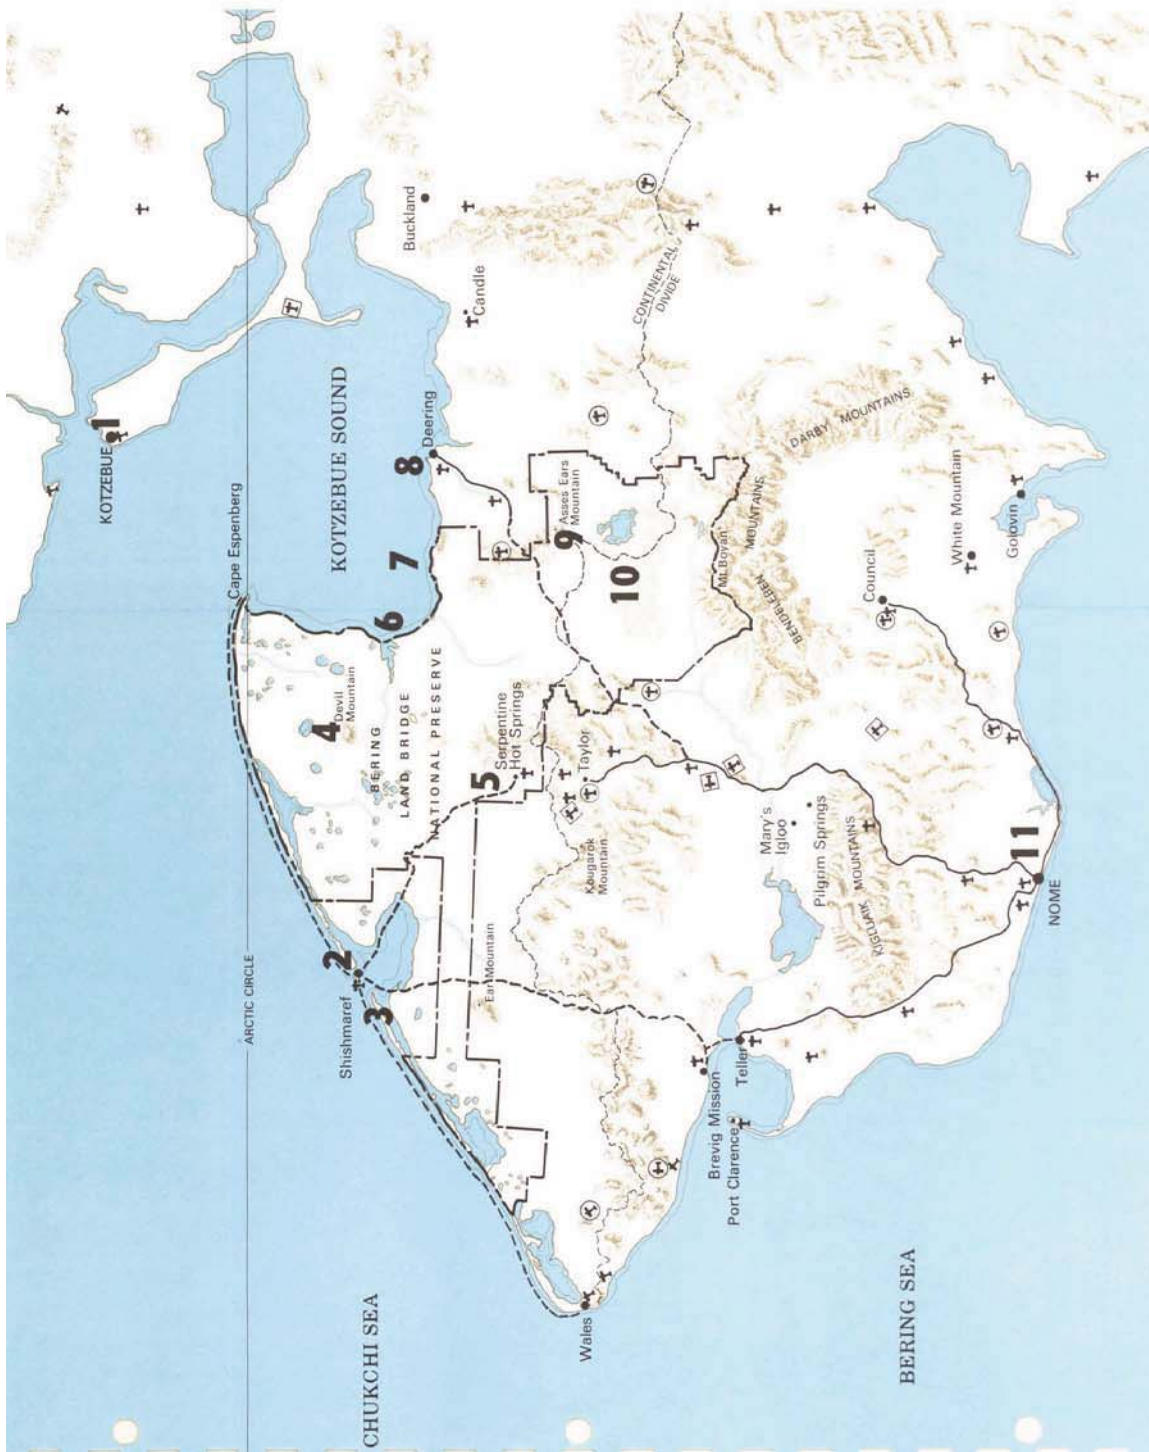 KOTZEBUE
1
Cape Espenberg
ARCTIC CIRCLE
KOTZEBUE SOUND
Buckland
Candle
Deering
8
7
6
4
Devil
Mountain
BERING
LAND BRIDGE
NATIONAL PRESERVE
5
Serpentine
Hot Springs
Taylor
2
Shishmaref
3
Ear Mountain
Kougarok
Mountain
9
Asses Ears
Mountain
10
CONTINENTAL
DIVIDE
Mt. Boyan
BENDELEBEN
MOUNTAINS
DARBY MOUNTAINS
Council
White Mountain
Golovin
Mary's
Igloo
Pilgrim Springs
KIGLUAIK MOUNTAINS
11
NOME
Teller
Brevig Mission
Port Clarence
Wales
CHUKCHI SEA
BERING SEA